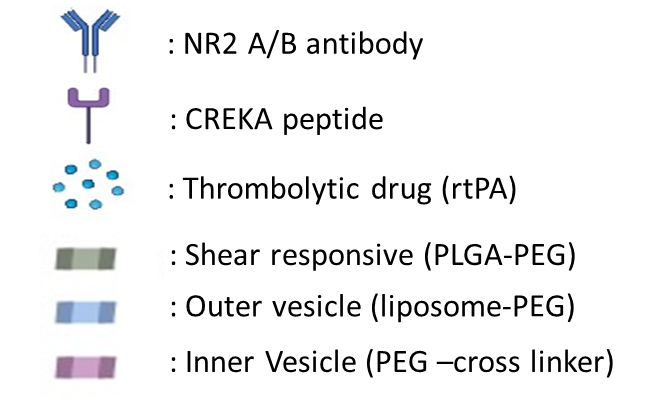 : NR2 A/B antibody
: CREKA peptide
: Thrombolytic drug (rtPA)
: Shear responsive (PLGA-PEG)
: Outer vesicle (liposome-PEG)
: Inner Vesicle (PEG –cross linker)